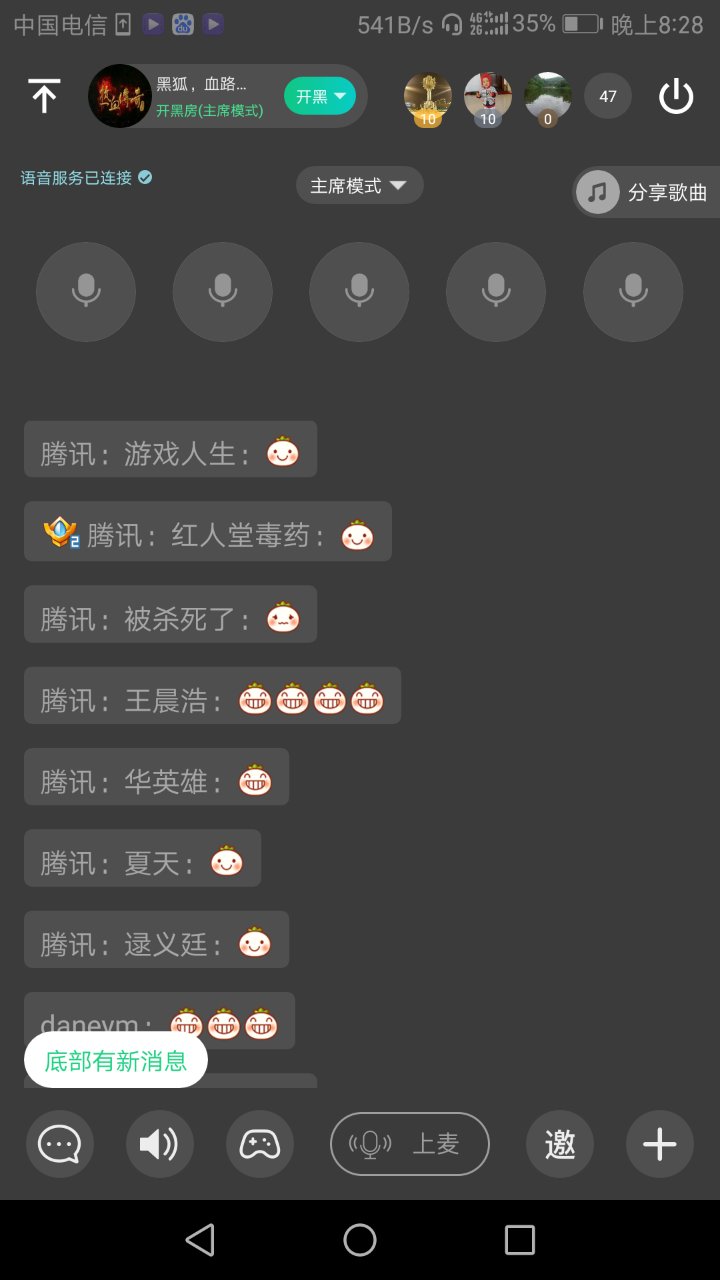 中国电信 541B/s 4G 2G 35% 晚上8:28
黑狐，血路...
开黑房(主席模式)
开黑
10 10 0 47
语音服务已连接
主席模式
分享歌曲
腾讯：游戏人生：
2 腾讯：红人堂毒药：
腾讯：被杀死了：
腾讯：王晨浩：
腾讯：华英雄：
腾讯：夏天：
腾讯：逯义廷：
daneym：
底部有新消息
上麦 邀